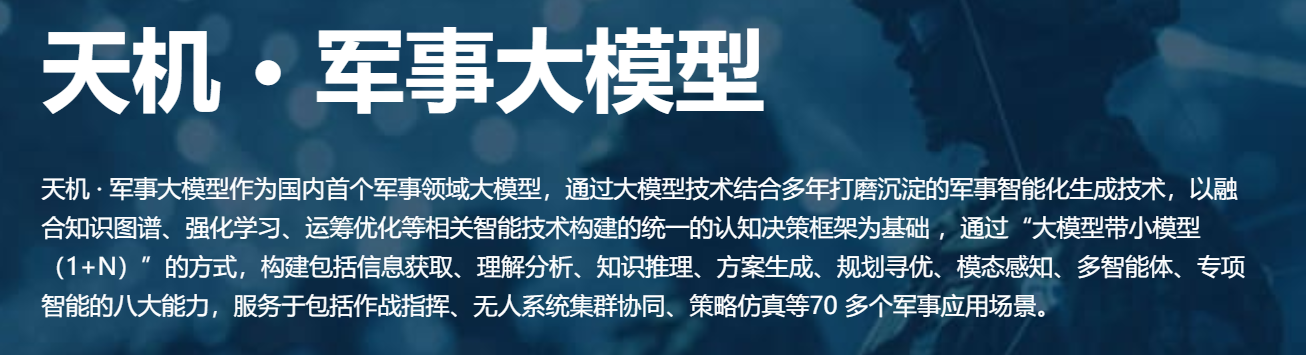 天机·军事大模型
天机·军事大模型作为国内首个军事领域大模型，通过大模型技术结合多年打磨沉淀的军事智能化生成技术，以融
合知识图谱、强化学习、运筹优化等相关智能技术构建的统一的认知决策框架为基础 ，通过“大模型带小模型
（1+N）”的方式，构建包括信息获取、理解分析、知识推理、方案生成、规划寻优、模态感知、多智能体、专项
智能的八大能力，服务于包括作战指挥、无人系统集群协同、策略仿真等70 多个军事应用场景。